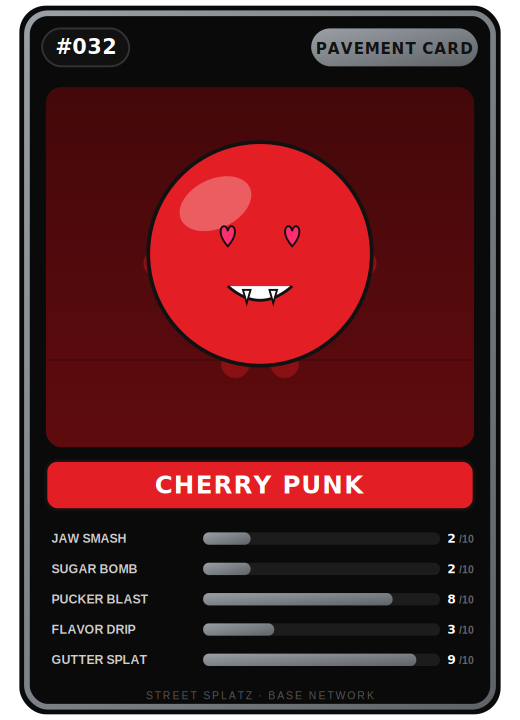 #032
PAVEMENT CARD
CHERRY PUNK
JAW SMASH 2 /10
SUGAR BOMB 2 /10
PUCKER BLAST 8 /10
FLAVOR DRIP 3 /10
GUTTER SPLAT 9 /10
STREET SPLATZ · BASE NETWORK